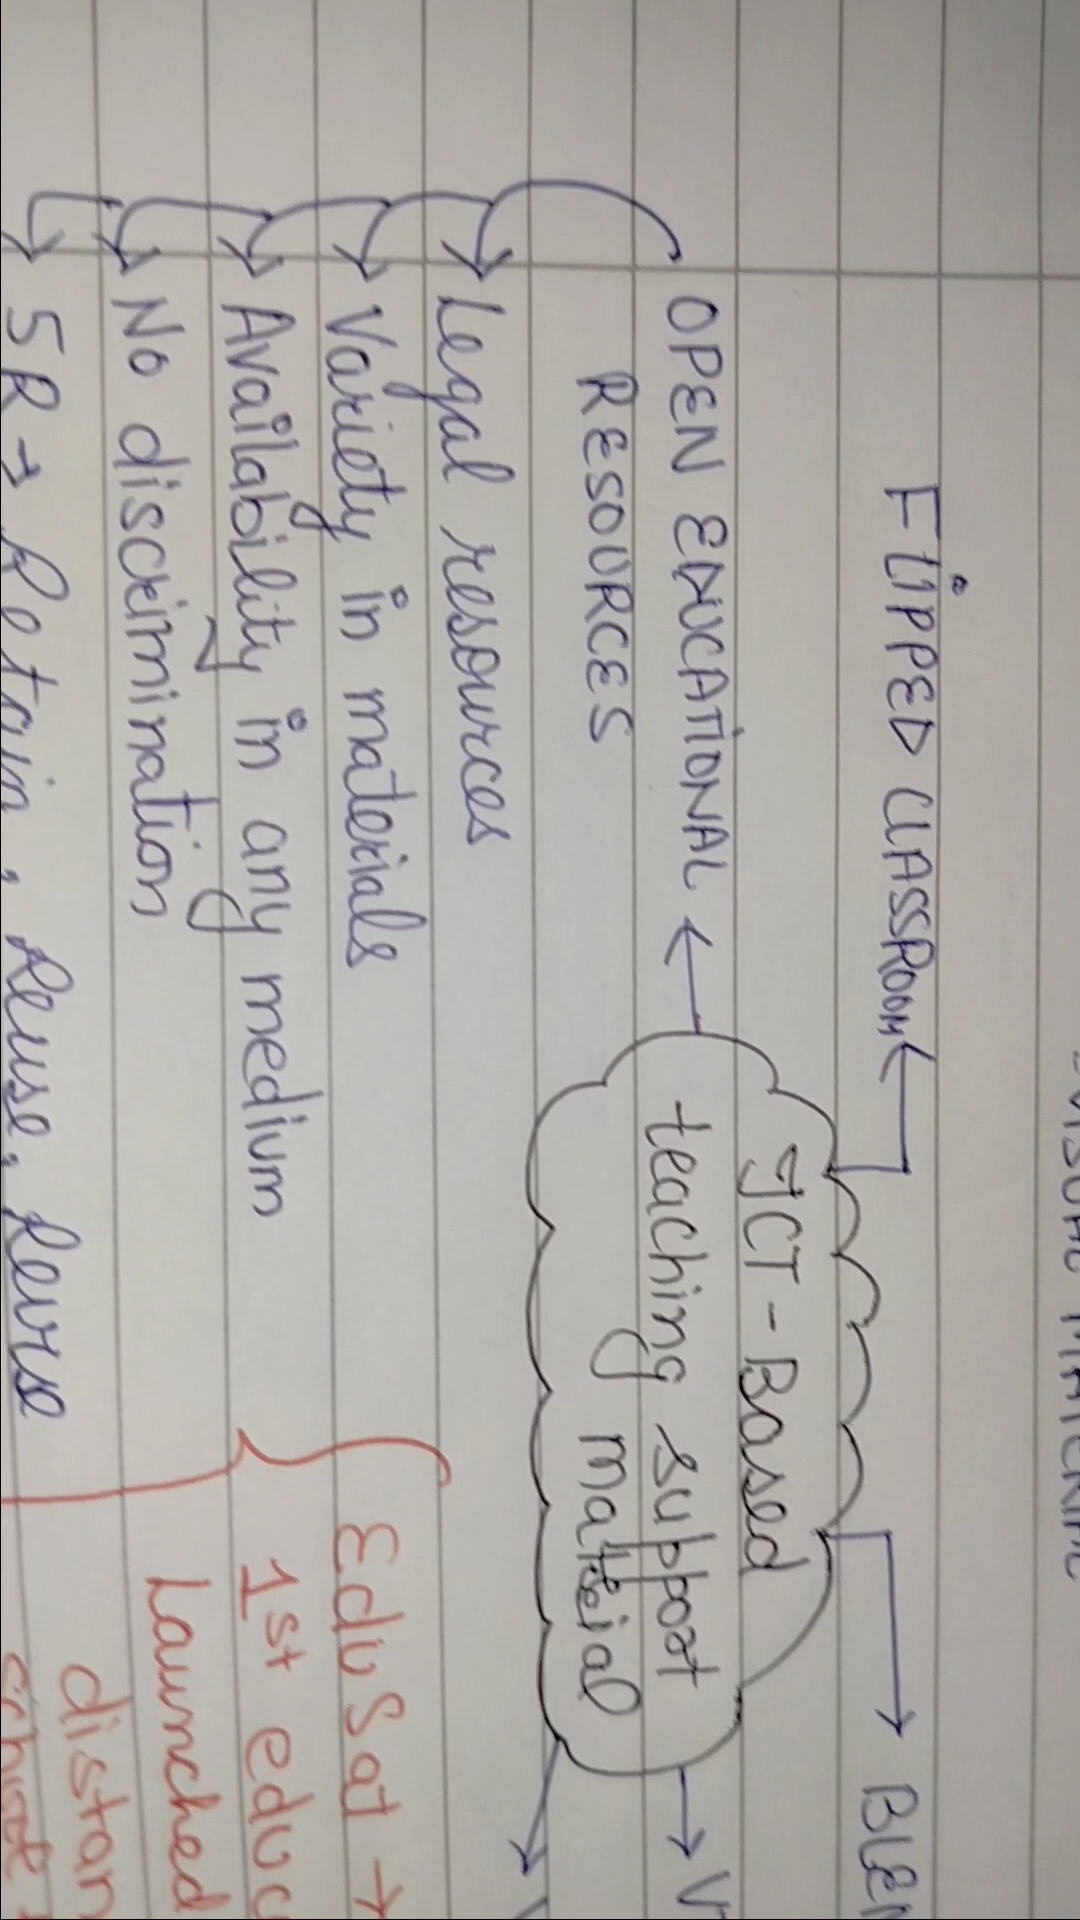 FLIPPED CLASSROOM
OPEN EDUCATIONAL
RESOURCES
ICT - Based
teaching support
material
Legal resources
Variety in materials
Availability in any medium
No discrimination
5R → Retain, Reuse, Revise
EduSat →
1st educ
Launched
distan